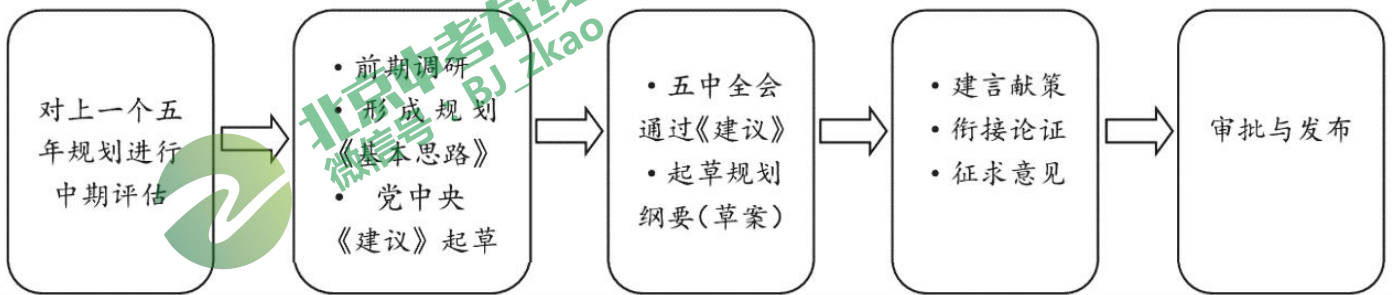 对上一个五
年规划进行
中期评估
·前期调研
·形成规划
《基本思路》
· 党中央
《建议》起草
·五中全会
通过《建议》
·起草规划
纲要(草案)
·建言献策
·衔接论证
·征求意见
审批与发布
北京中考在线
微信号:BJ_zkao